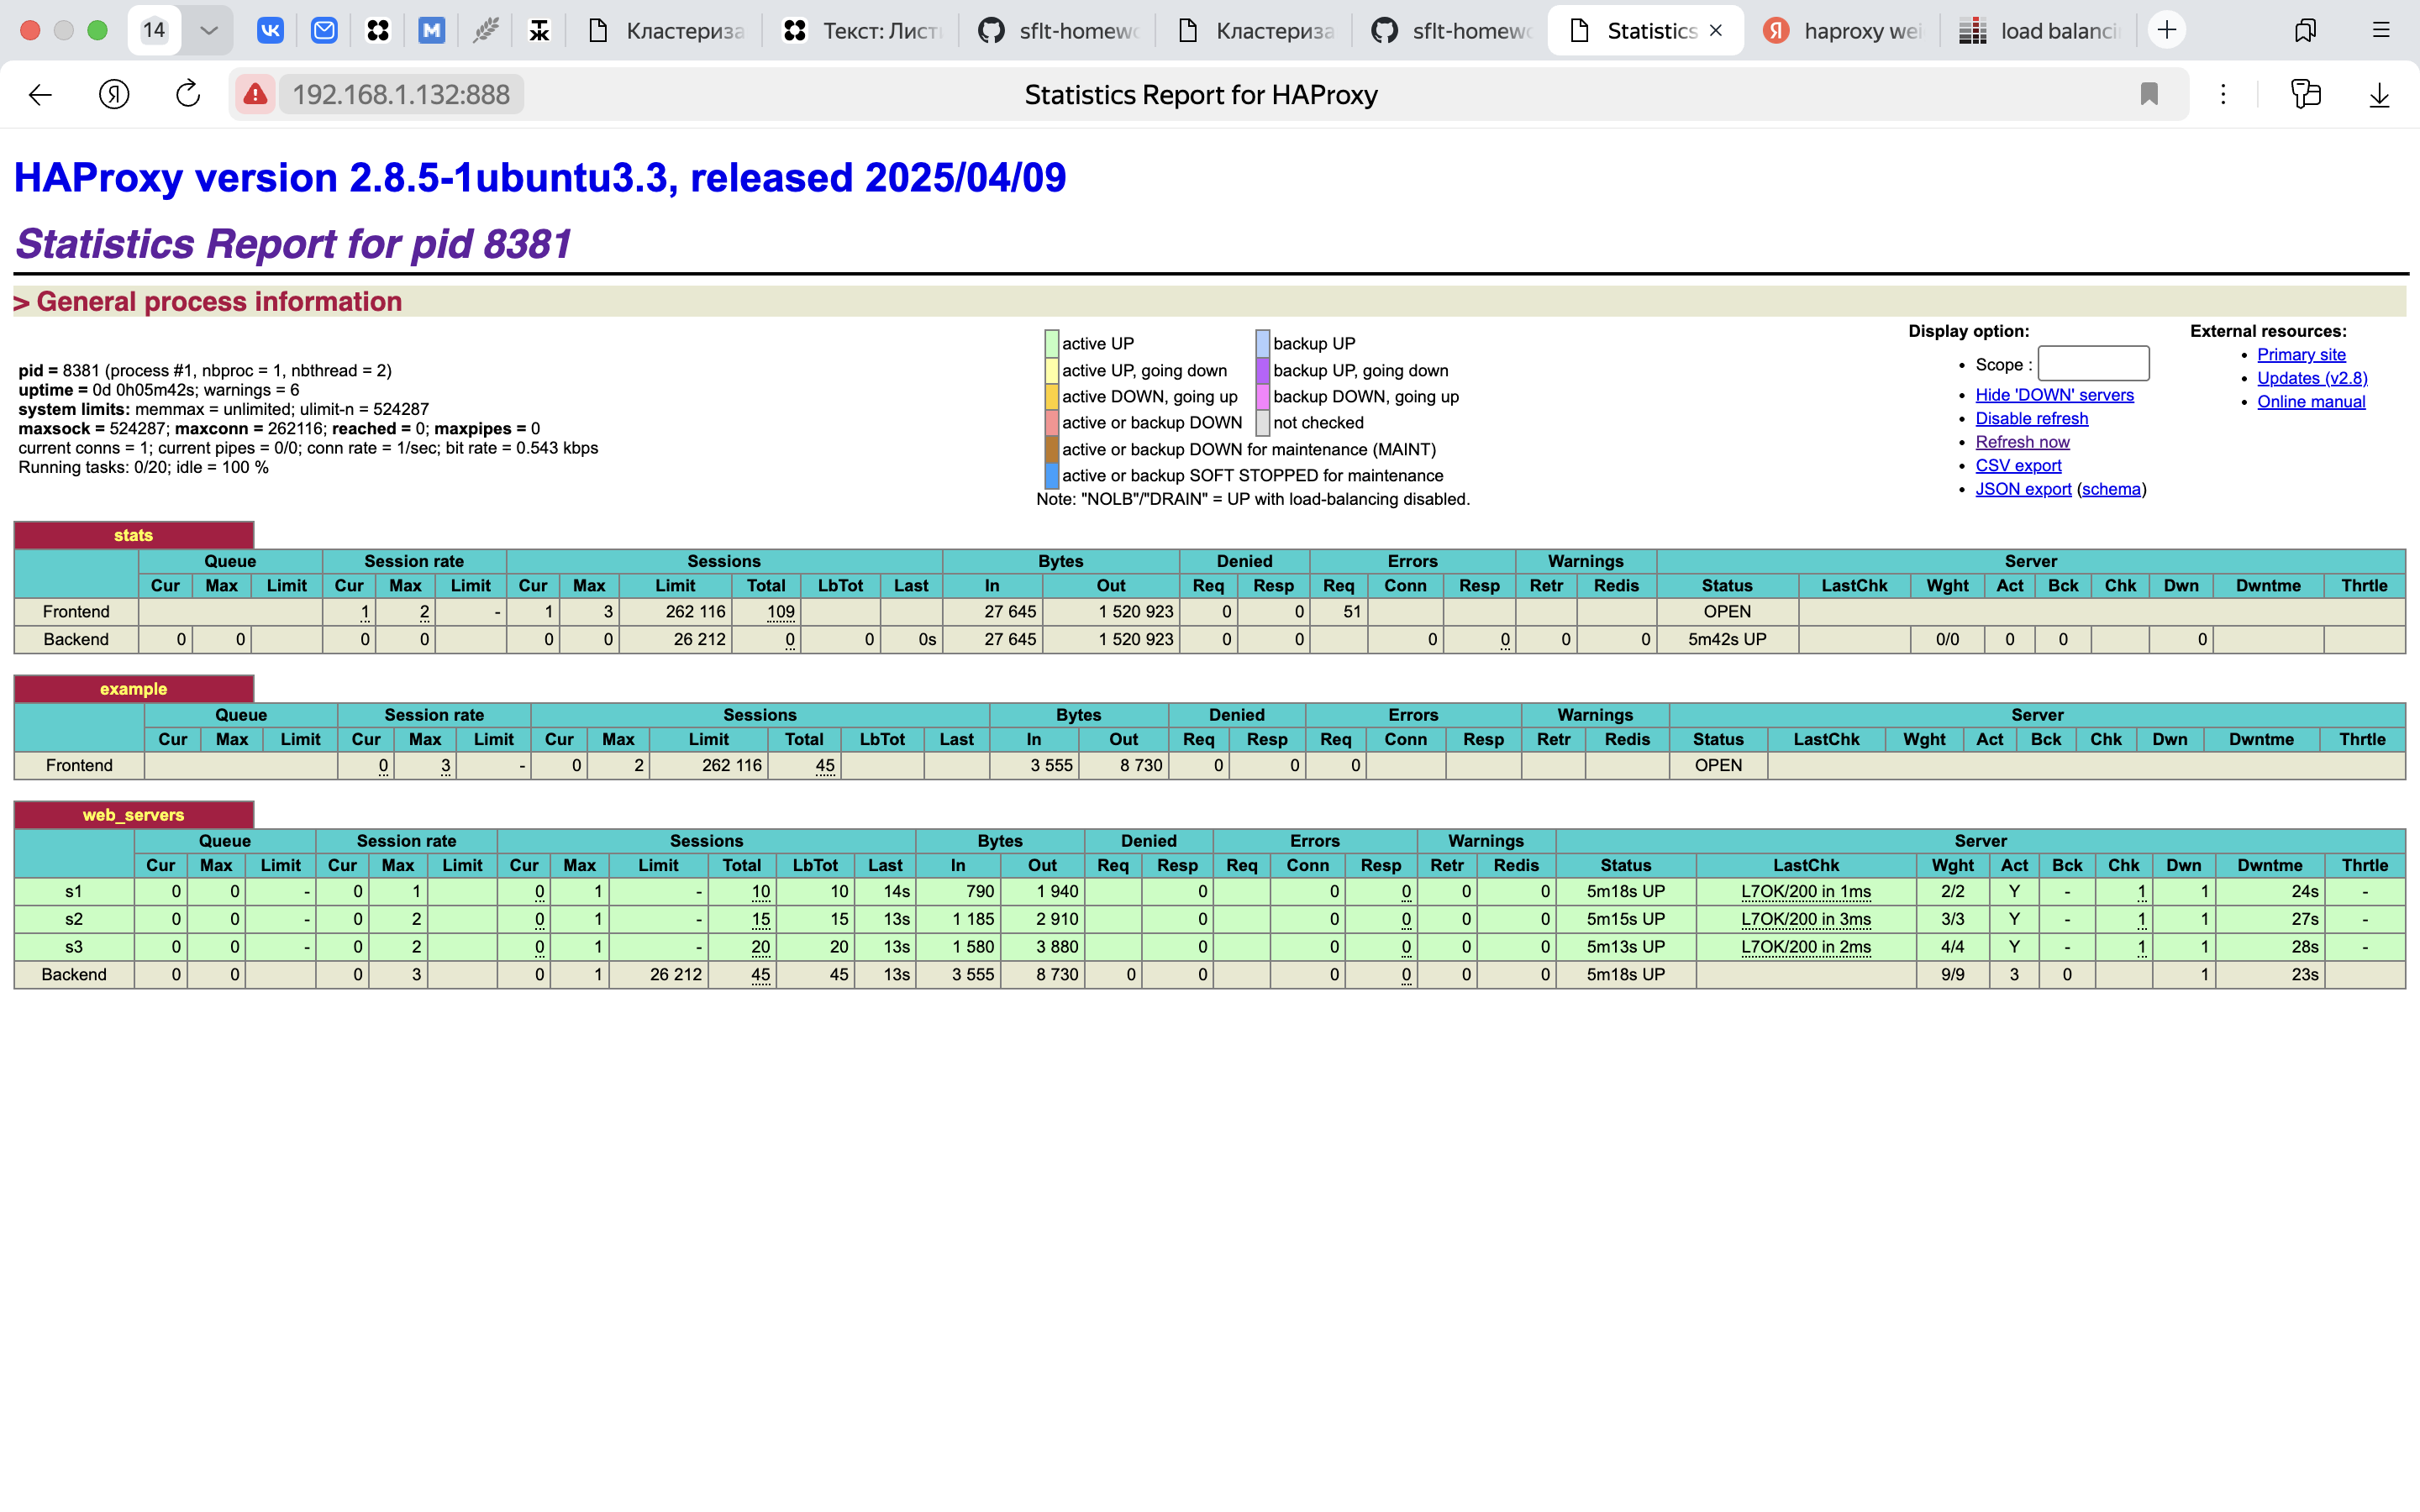 14 Кластериза Текст: Лист sflt-homewo Кластериза sflt-homewo Statistics haproxy wei load balanci
192.168.1.132:888 Statistics Report for HAProxy
HAProxy version 2.8.5-1ubuntu3.3, released 2025/04/09
Statistics Report for pid 8381
> General process information
pid = 8381 (process #1, nbproc = 1, nbthread = 2)
uptime = 0d 0h05m42s; warnings = 6
system limits: memmax = unlimited; ulimit-n = 524287
maxsock = 524287; maxconn = 262116; reached = 0; maxpipes = 0
current conns = 1; current pipes = 0/0; conn rate = 1/sec; bit rate = 0.543 kbps
Running tasks: 0/20; idle = 100 %
active UP backup UP
active UP, going down backup UP, going down
active DOWN, going up backup DOWN, going up
active or backup DOWN not checked
active or backup DOWN for maintenance (MAINT)
active or backup SOFT STOPPED for maintenance
Note: "NOLB"/"DRAIN" = UP with load-balancing disabled.
Display option:
• Scope :
• Hide 'DOWN' servers
• Disable refresh
• Refresh now
• CSV export
• JSON export (schema)
External resources:
• Primary site
• Updates (v2.8)
• Online manual
stats
Queue Session rate Sessions Bytes Denied Errors Warnings Server
Cur Max Limit Cur Max Limit Cur Max Limit Total LbTot Last In Out Req Resp Req Conn Resp Retr Redis Status LastChk Wght Act Bck Chk Dwn Dwntme Thrtle
Frontend 1 2 - 1 3 262 116 109 27 645 1 520 923 0 0 51 OPEN
Backend 0 0 0 0 0 0 26 212 0 0 0s 27 645 1 520 923 0 0 0 0 0 0 5m42s UP 0/0 0 0 0
example
Queue Session rate Sessions Bytes Denied Errors Warnings Server
Cur Max Limit Cur Max Limit Cur Max Limit Total LbTot Last In Out Req Resp Req Conn Resp Retr Redis Status LastChk Wght Act Bck Chk Dwn Dwntme Thrtle
Frontend 0 3 - 0 2 262 116 45 3 555 8 730 0 0 0 OPEN
web_servers
Queue Session rate Sessions Bytes Denied Errors Warnings Server
Cur Max Limit Cur Max Limit Cur Max Limit Total LbTot Last In Out Req Resp Req Conn Resp Retr Redis Status LastChk Wght Act Bck Chk Dwn Dwntme Thrtle
s1 0 0 - 0 1 0 1 - 10 10 14s 790 1 940 0 0 0 0 0 5m18s UP L7OK/200 in 1ms 2/2 Y - 1 1 24s -
s2 0 0 - 0 2 0 1 - 15 15 13s 1 185 2 910 0 0 0 0 0 5m15s UP L7OK/200 in 3ms 3/3 Y - 1 1 27s -
s3 0 0 - 0 2 0 1 - 20 20 13s 1 580 3 880 0 0 0 0 0 5m13s UP L7OK/200 in 2ms 4/4 Y - 1 1 28s -
Backend 0 0 0 3 0 1 26 212 45 45 13s 3 555 8 730 0 0 0 0 0 0 5m18s UP 9/9 3 0 1 23s